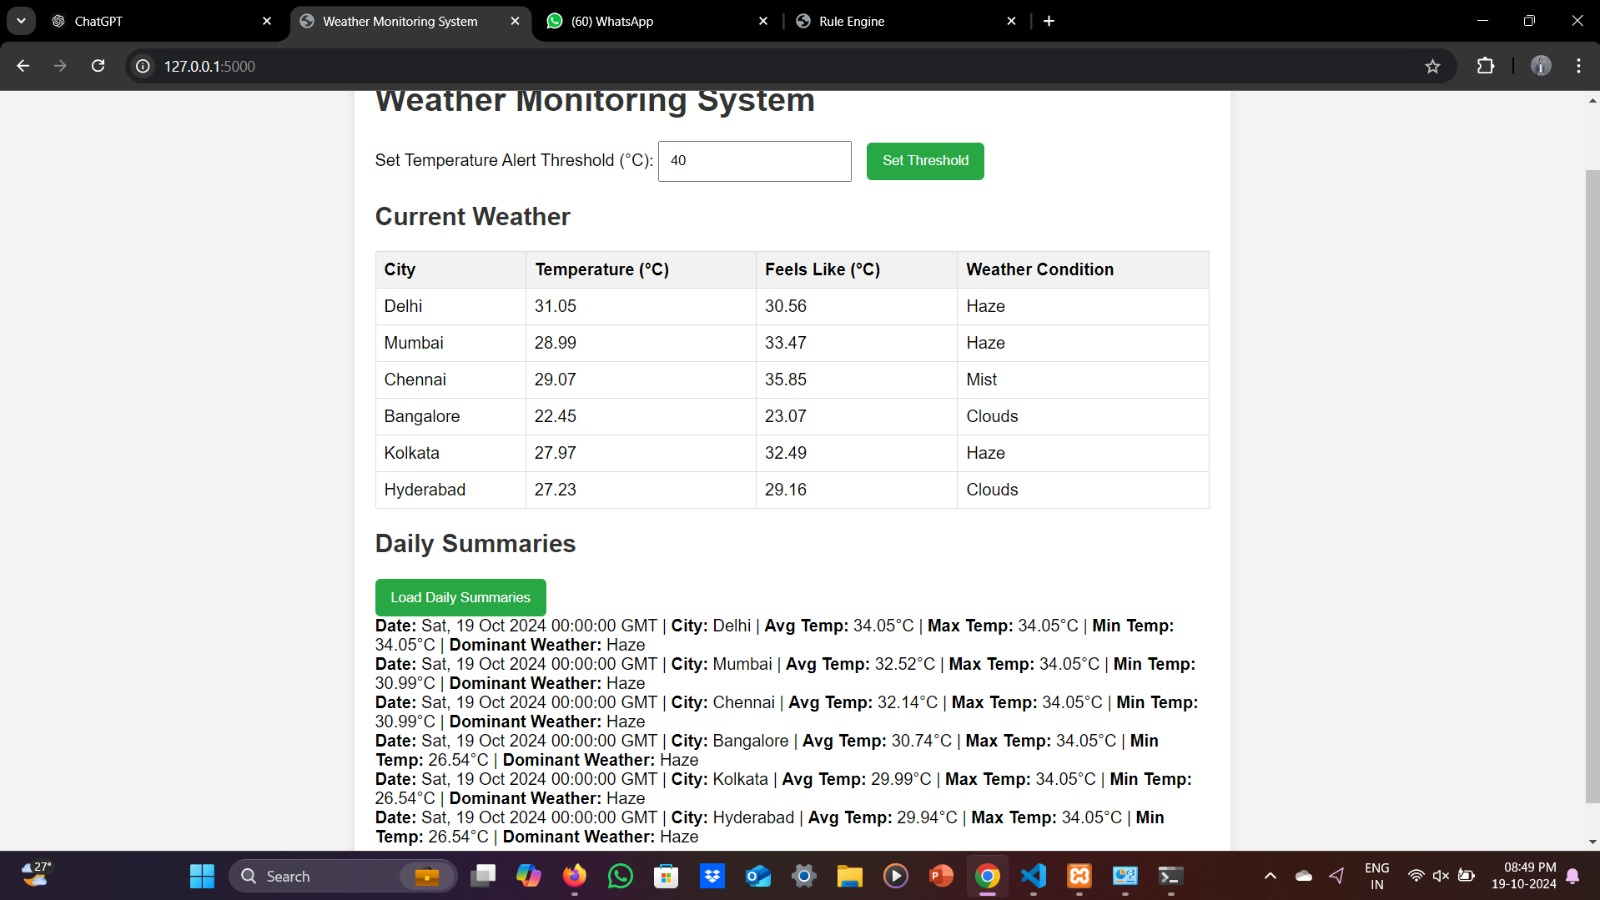 ChatGPT
Weather Monitoring System
(60) WhatsApp
Rule Engine
127.0.0.1:5000
Weather Monitoring System
Set Temperature Alert Threshold (°C): 40 Set Threshold
Current Weather
City Temperature (°C) Feels Like (°C) Weather Condition
Delhi 31.05 30.56 Haze
Mumbai 28.99 33.47 Haze
Chennai 29.07 35.85 Mist
Bangalore 22.45 23.07 Clouds
Kolkata 27.97 32.49 Haze
Hyderabad 27.23 29.16 Clouds
Daily Summaries
Load Daily Summaries
Date: Sat, 19 Oct 2024 00:00:00 GMT | City: Delhi | Avg Temp: 34.05°C | Max Temp: 34.05°C | Min Temp:
34.05°C | Dominant Weather: Haze
Date: Sat, 19 Oct 2024 00:00:00 GMT | City: Mumbai | Avg Temp: 32.52°C | Max Temp: 34.05°C | Min Temp:
30.99°C | Dominant Weather: Haze
Date: Sat, 19 Oct 2024 00:00:00 GMT | City: Chennai | Avg Temp: 32.14°C | Max Temp: 34.05°C | Min Temp:
30.99°C | Dominant Weather: Haze
Date: Sat, 19 Oct 2024 00:00:00 GMT | City: Bangalore | Avg Temp: 30.74°C | Max Temp: 34.05°C | Min
Temp: 26.54°C | Dominant Weather: Haze
Date: Sat, 19 Oct 2024 00:00:00 GMT | City: Kolkata | Avg Temp: 29.99°C | Max Temp: 34.05°C | Min Temp:
26.54°C | Dominant Weather: Haze
Date: Sat, 19 Oct 2024 00:00:00 GMT | City: Hyderabad | Avg Temp: 29.94°C | Max Temp: 34.05°C | Min
Temp: 26.54°C | Dominant Weather: Haze
27°
Search
ENG
IN
08:49 PM
19-10-2024